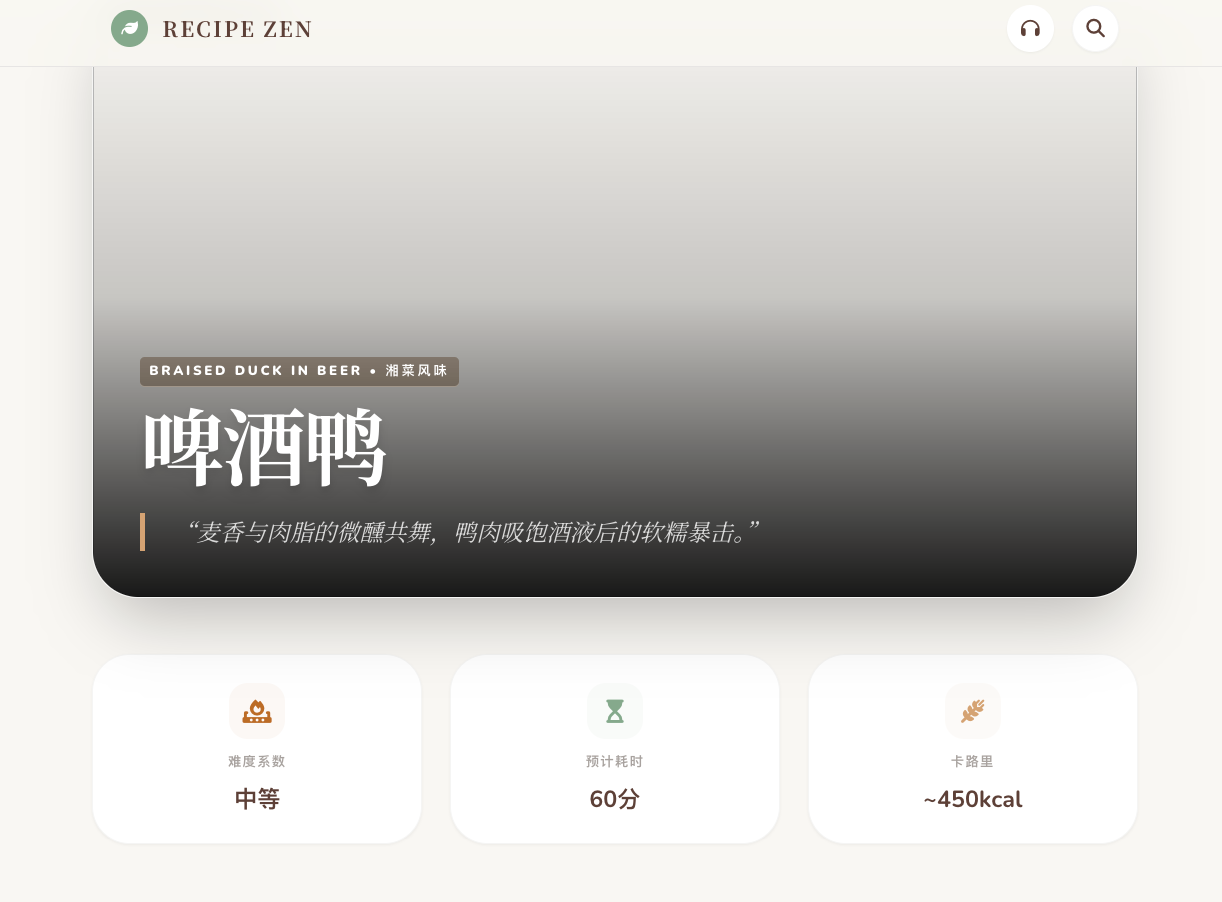 RECIPE ZEN
BRAISED DUCK IN BEER • 湘菜风味
啤酒鸭
“麦香与肉脂的微醺共舞，鸭肉吸饱酒液后的软糯暴击。”
难度系数
中等
预计耗时
60分
卡路里
~450kcal